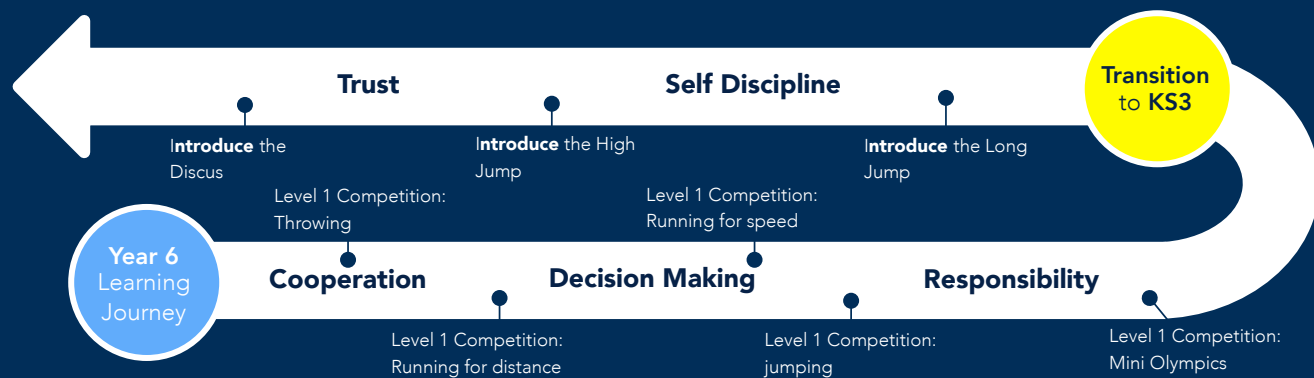 Trust
Self Discipline
Transition
to KS3
Introduce the
Discus
Introduce the High
Jump
Introduce the Long
Jump
Level 1 Competition:
Throwing
Level 1 Competition:
Running for speed
Year 6
Learning
Journey
Cooperation
Decision Making
Responsibility
Level 1 Competition:
Running for distance
Level 1 Competition:
jumping
Level 1 Competition:
Mini Olympics